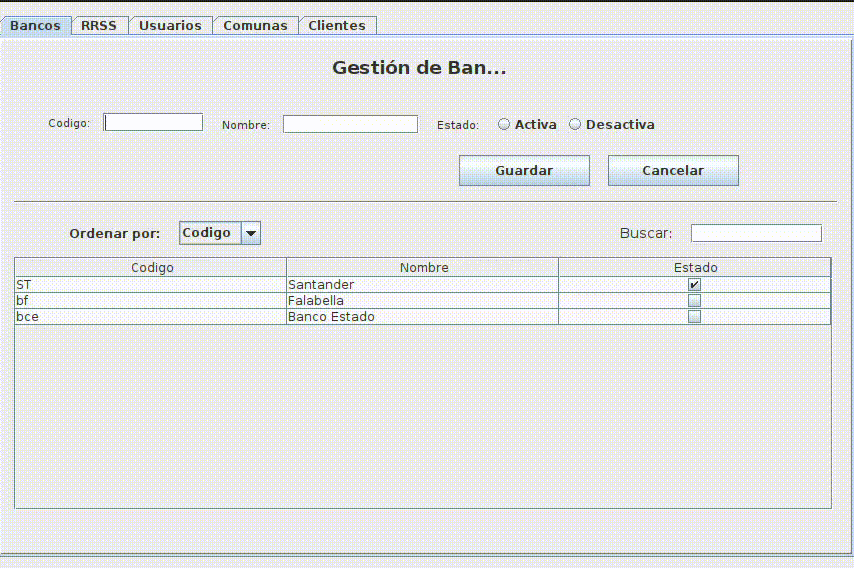 Bancos RRSS Usuarios Comunas Clientes
Gestión de Ban...
Codigo: Nombre: Estado: Activa Desactiva
Guardar Cancelar
Ordenar por: Codigo Buscar:
Codigo Nombre Estado
ST Santander
bf Falabella
bce Banco Estado